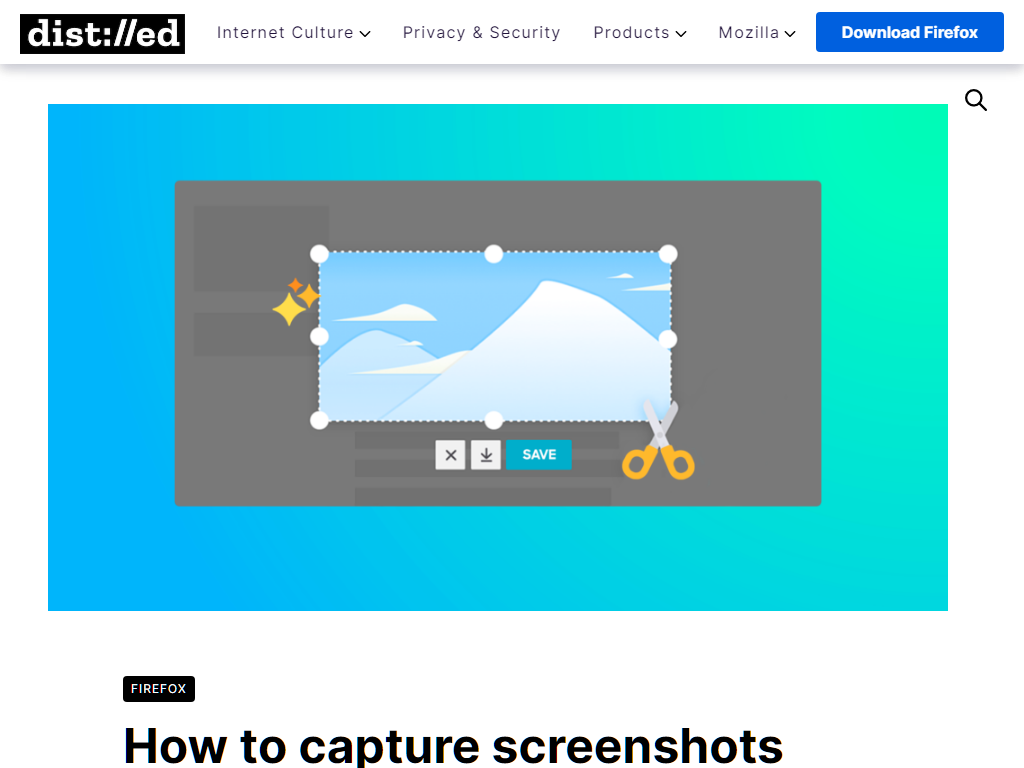 dist://ed
Internet Culture
Privacy & Security
Products
Mozilla
Download Firefox
SAVE
FIREFOX
How to capture screenshots